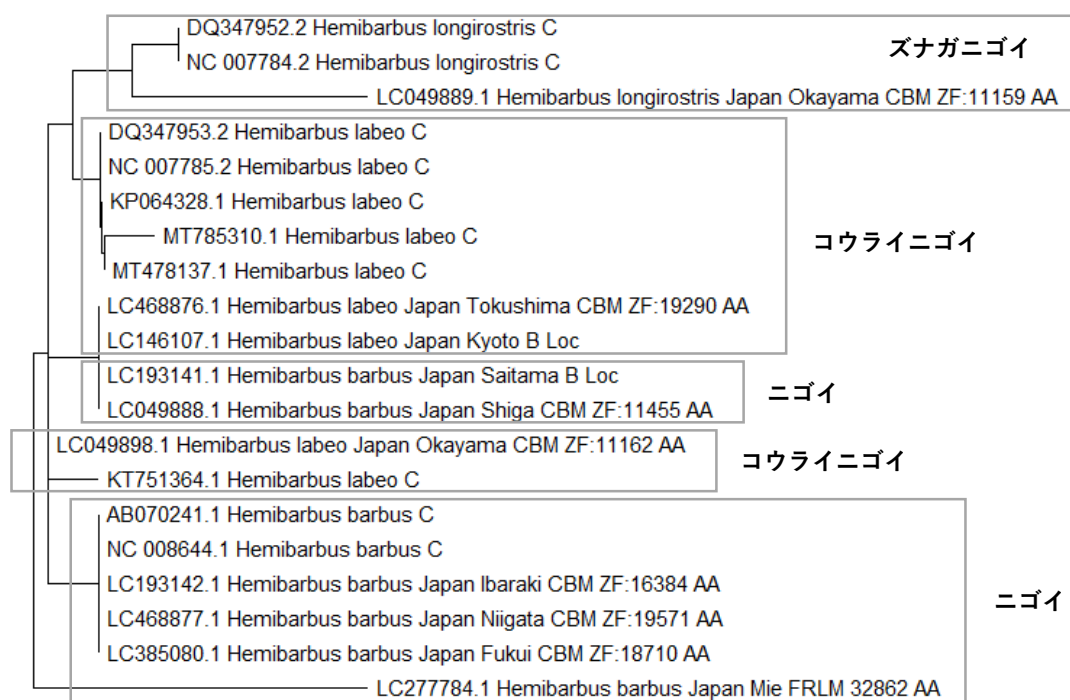 DQ347952.2 Hemibarbus longirostris C
NC 007784.2 Hemibarbus longirostris C
ズナガニゴイ
LC049889.1 Hemibarbus longirostris Japan Okayama CBM ZF:11159 AA
DQ347953.2 Hemibarbus labeo C
NC 007785.2 Hemibarbus labeo C
KP064328.1 Hemibarbus labeo C
MT785310.1 Hemibarbus labeo C
コウライニゴイ
MT478137.1 Hemibarbus labeo C
LC468876.1 Hemibarbus labeo Japan Tokushima CBM ZF:19290 AA
LC146107.1 Hemibarbus labeo Japan Kyoto B Loc
LC193141.1 Hemibarbus barbus Japan Saitama B Loc
ニゴイ
LC049888.1 Hemibarbus barbus Japan Shiga CBM ZF:11455 AA
LC049898.1 Hemibarbus labeo Japan Okayama CBM ZF:11162 AA
コウライニゴイ
KT751364.1 Hemibarbus labeo C
AB070241.1 Hemibarbus barbus C
NC 008644.1 Hemibarbus barbus C
LC193142.1 Hemibarbus barbus Japan Ibaraki CBM ZF:16384 AA
ニゴイ
LC468877.1 Hemibarbus barbus Japan Niigata CBM ZF:19571 AA
LC385080.1 Hemibarbus barbus Japan Fukui CBM ZF:18710 AA
LC277784.1 Hemibarbus barbus Japan Mie FRLM 32862 AA